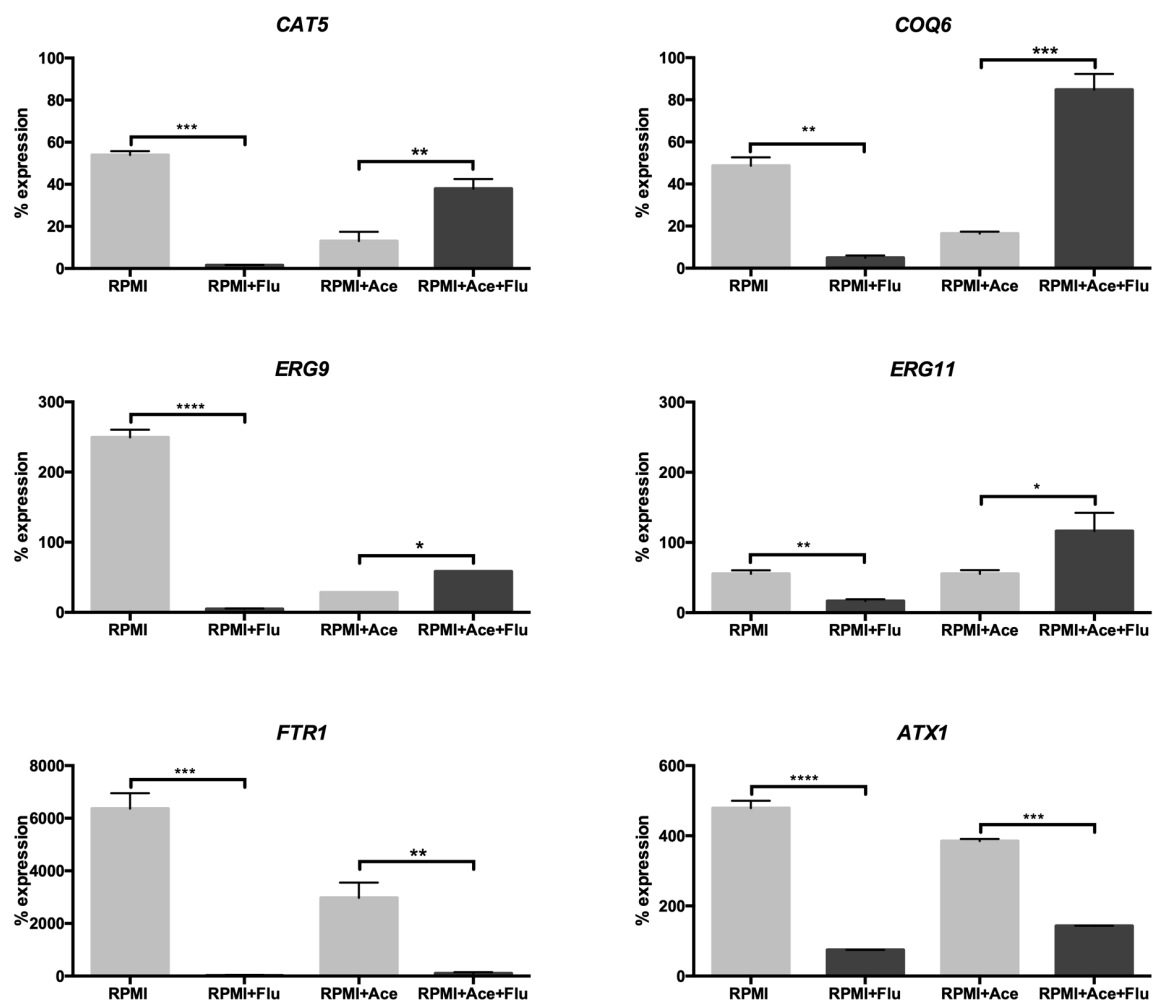 CAT5
% expression
100
80
60
40
20
0
***
**
RPMI RPMI+Flu RPMI+Ace RPMI+Ace+Flu
COQ6
% expression
100
80
60
40
20
0
**
***
RPMI RPMI+Flu RPMI+Ace RPMI+Ace+Flu
ERG9
% expression
300
200
100
0
****
*
RPMI RPMI+Flu RPMI+Ace RPMI+Ace+Flu
ERG11
% expression
300
200
100
0
**
*
RPMI RPMI+Flu RPMI+Ace RPMI+Ace+Flu
FTR1
% expression
8000
6000
4000
2000
0
***
**
RPMI RPMI+Flu RPMI+Ace RPMI+Ace+Flu
ATX1
% expression
600
400
200
0
****
***
RPMI RPMI+Flu RPMI+Ace RPMI+Ace+Flu